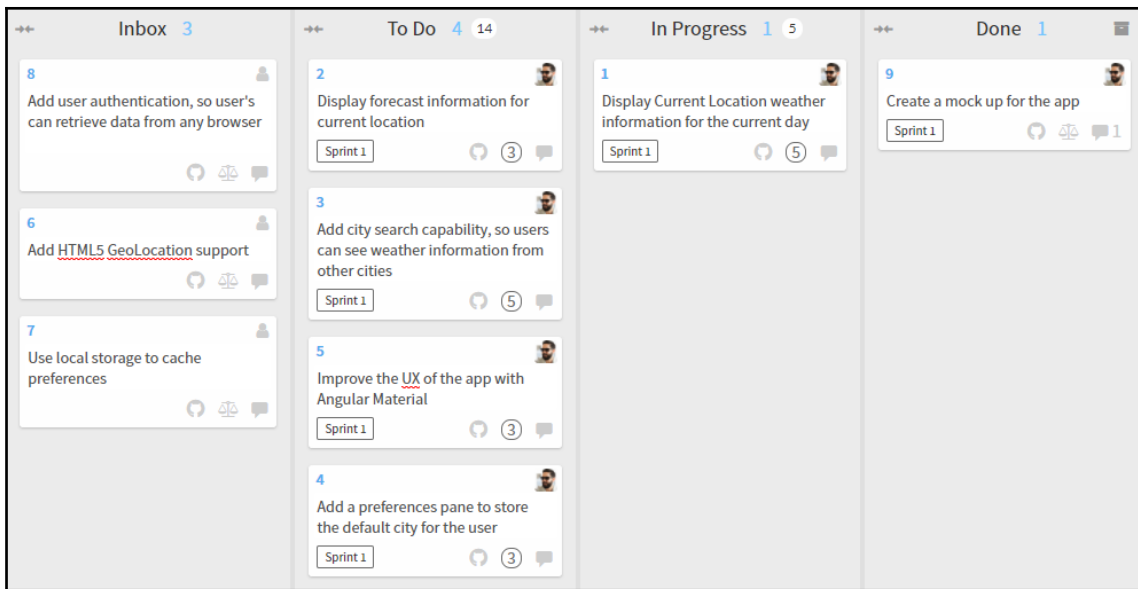 Inbox 3
8
Add user authentication, so user's
can retrieve data from any browser
6
Add HTML5 GeoLocation support
7
Use local storage to cache
preferences
To Do 4 14
2
Display forecast information for
current location
Sprint 1 3
3
Add city search capability, so users
can see weather information from
other cities
Sprint 1 5
5
Improve the UX of the app with
Angular Material
Sprint 1 3
4
Add a preferences pane to store
the default city for the user
Sprint 1 3
In Progress 1 5
1
Display Current Location weather
information for the current day
Sprint 1 5
Done 1
9
Create a mock up for the app
Sprint 1 1